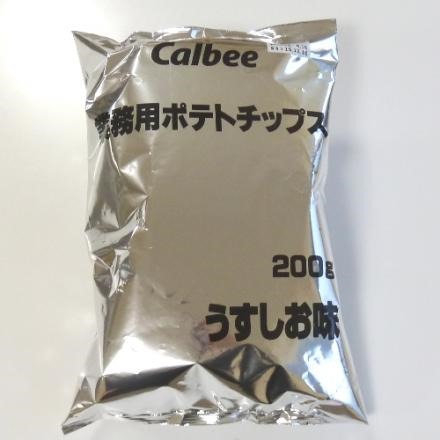 Calbee
業務用ポテトチップス
200g
うすしお味